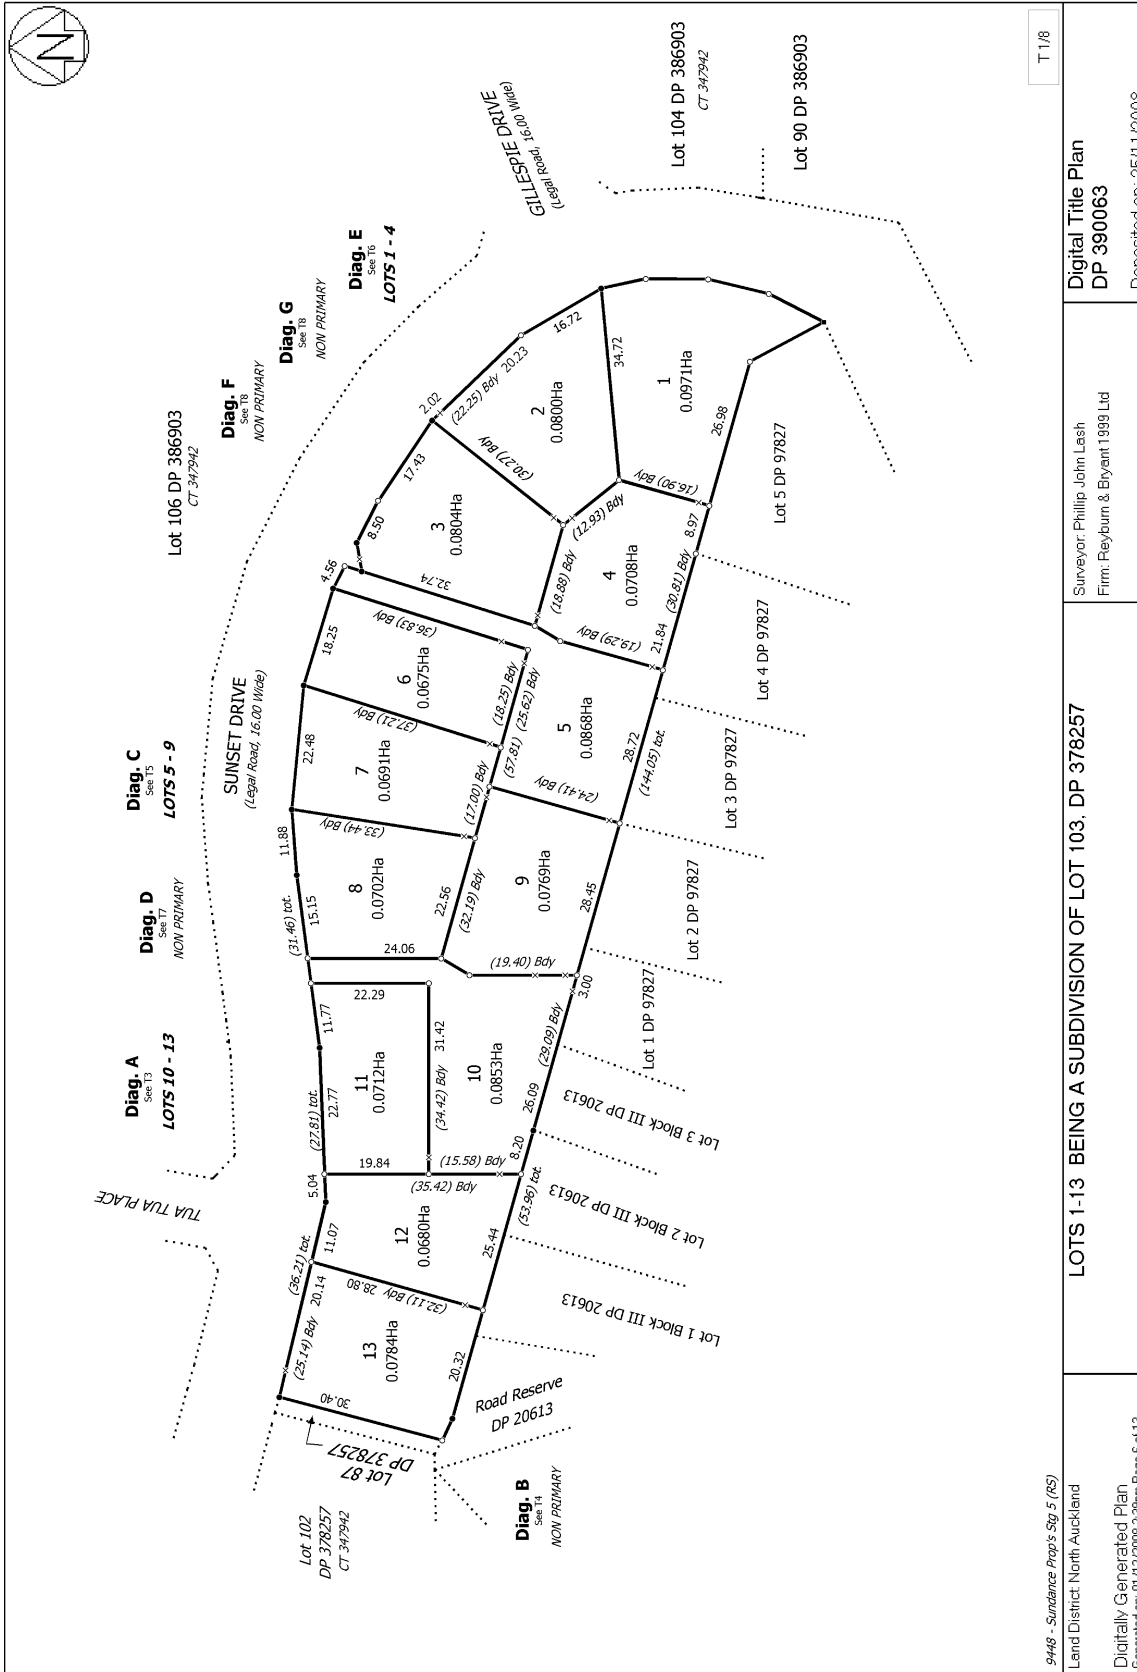 N
T 1/8
Lot 102
DP 378257
CT 347942
Lot 87
DP 378257
Diag. B
See T4
NON PRIMARY
Road Reserve
DP 20613
TUA TUA PLACE
Diag. A
See T3
LOTS 10 - 13
Diag. D
See T7
NON PRIMARY
Diag. C
See T5
LOTS 5 - 9
SUNSET DRIVE
(Legal Road, 16.00 Wide)
Lot 106 DP 386903
CT 347942
Diag. F
See T8
NON PRIMARY
Diag. G
See T8
NON PRIMARY
Diag. E
See T6
LOTS 1 - 4
GILLESPIE DRIVE
(Legal Road, 16.00 Wide)
Lot 104 DP 386903
CT 347942
Lot 90 DP 386903
13
0.0784Ha
30.40
(25.14) Bdy 20.14
(36.21) tot.
20.32
28.80
(32.11) Bdy
12
0.0680Ha
11.07
5.04
25.44
(53.96) tot.
(35.42) Bdy
19.84
(15.58) Bdy
8.20
11
0.0712Ha
(27.81) tot.
22.77
11.77
22.29
31.42
(34.42) Bdy
10
0.0853Ha
26.09
(29.09) Bdy
3.00
(19.40) Bdy
24.06
(31.46) tot.
15.15
11.88
8
0.0702Ha
22.56
(32.19) Bdy
(33.44) Bdy
9
0.0769Ha
28.45
(24.41) Bdy
(17.00) Bdy
7
0.0691Ha
22.48
(37.21) Bdy
(57.81)
6
0.0675Ha
18.25
4.56
(36.83) Bdy
(18.25) Bdy
(25.62) Bdy
5
0.0868Ha
28.72
(144.05) tot.
(19.29) Bdy
32.74
8.50
17.43
3
0.0804Ha
(18.88) Bdy
(12.93) Bdy
4
0.0708Ha
21.84
(30.81) Bdy
8.97
(16.90) Bdy
(30.27) Bdy
2.02
(22.25) Bdy
20.23
16.72
2
0.0800Ha
34.72
1
0.0971Ha
26.98
Lot 1 Block III DP 20613
Lot 2 Block III DP 20613
Lot 3 Block III DP 20613
Lot 1 DP 97827
Lot 2 DP 97827
Lot 3 DP 97827
Lot 4 DP 97827
Lot 5 DP 97827
9448 - Sundance Prop's Stg 5 (RS)
Land District: North Auckland
Digitally Generated Plan
LOTS 1-13 BEING A SUBDIVISION OF LOT 103, DP 378257
Surveyor: Phillip John Lash
Firm: Reyburn & Bryant 1999 Ltd
Digital Title Plan
DP 390063